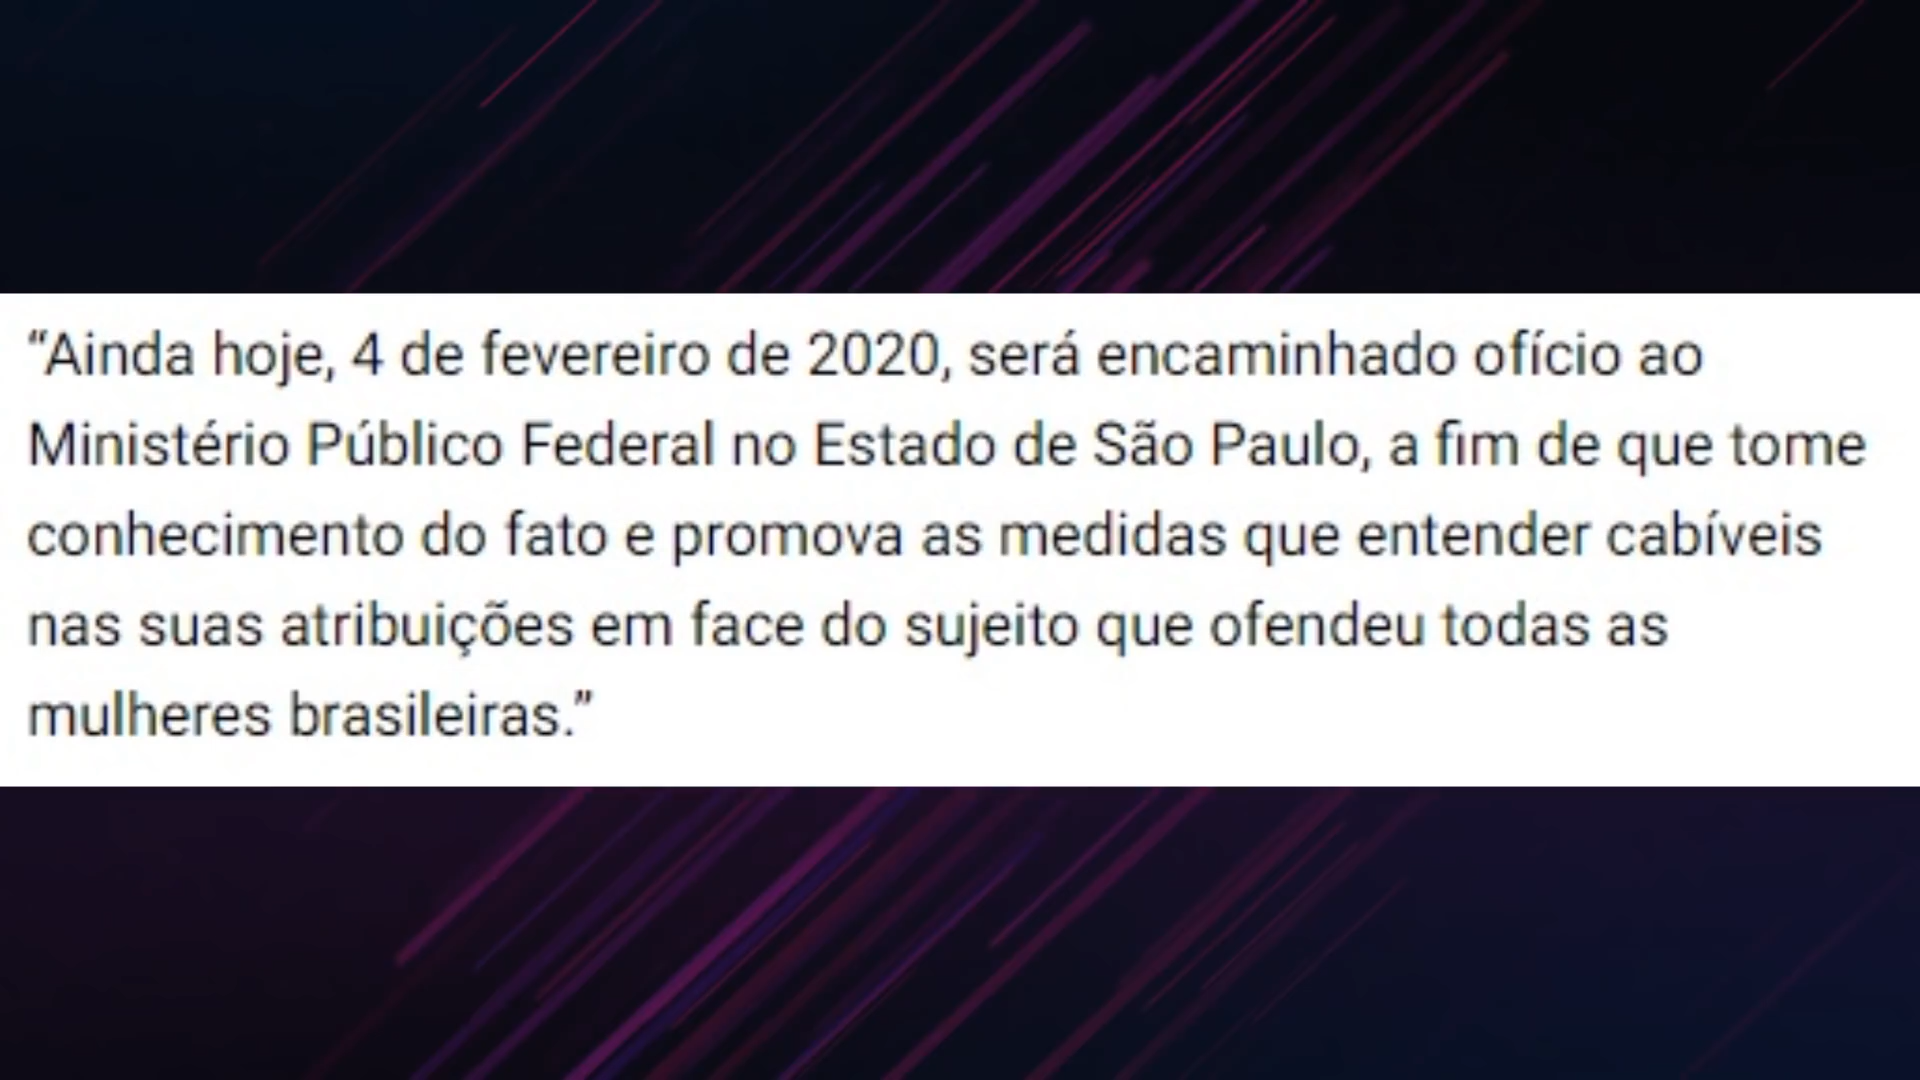 “Ainda hoje, 4 de fevereiro de 2020, será encaminhado ofício ao
Ministério Público Federal no Estado de São Paulo, a fim de que tome
conhecimento do fato e promova as medidas que entender cabíveis
nas suas atribuições em face do sujeito que ofendeu todas as
mulheres brasileiras.”